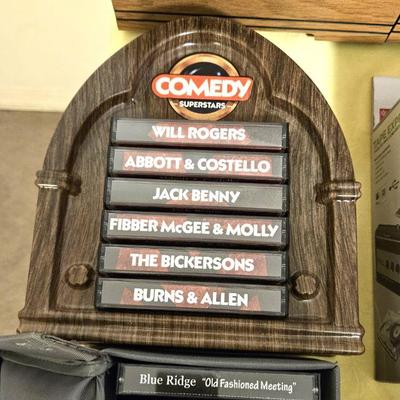 COMEDY
SUPERSTARS
WILL ROGERS
ABBOTT & COSTELLO
JACK BENNY
FIBBER McGEE & MOLLY
THE BICKERSONS
BURNS & ALLEN
Blue Ridge "Old Fashioned Meeting"